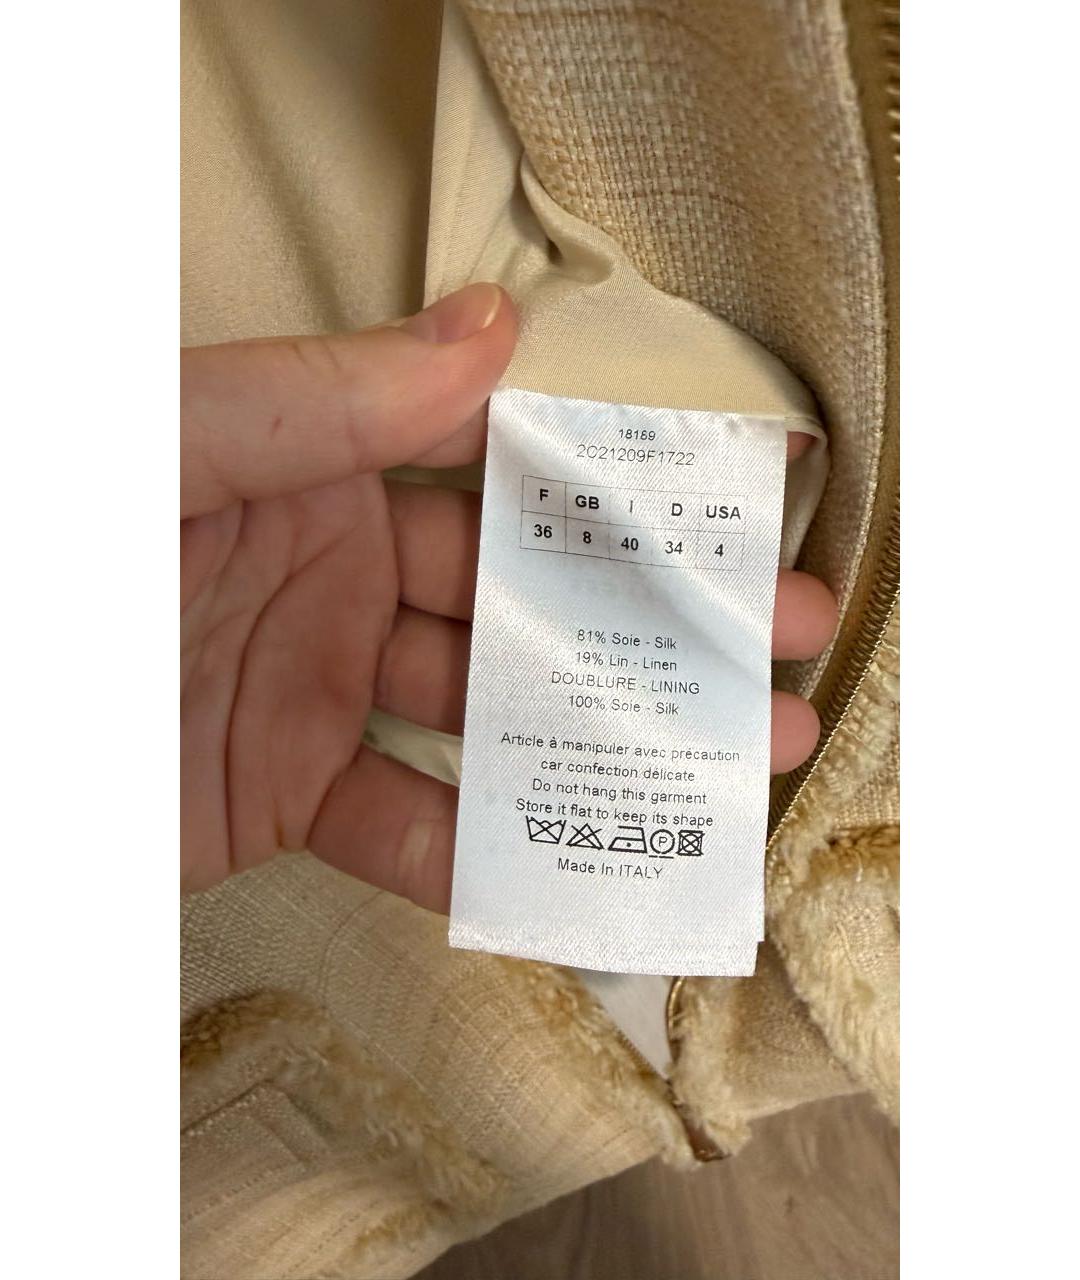 18189
2C21209F1722
F GB I D USA
36 8 40 34 4
81% Soie - Silk
19% Lin - Linen
DOUBLURE - LINING
100% Soie - Silk
Article à manipuler avec précaution
car confection délicate
Do not hang this garment
Store it flat to keep its shape
P
Made In ITALY